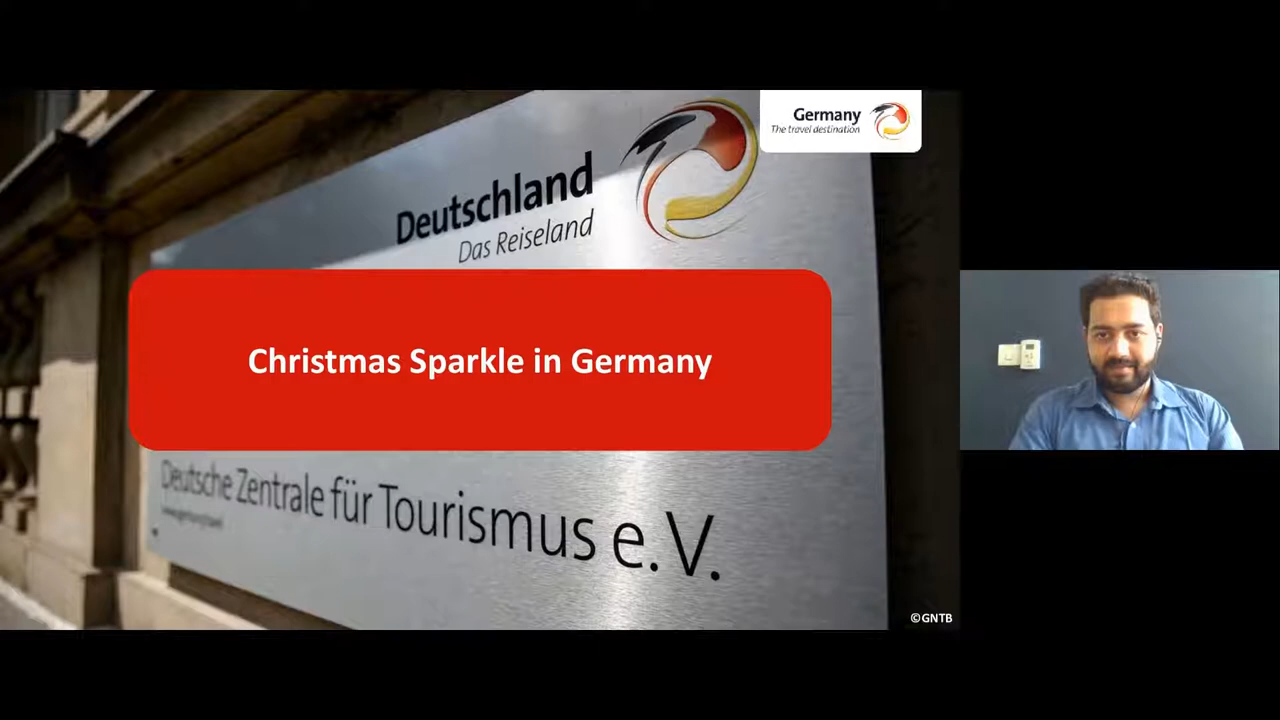 Germany
The travel destination
Deutschland
Das Reiseland
Christmas Sparkle in Germany
Deutsche Zentrale für Tourismus e.V.
©GNTB